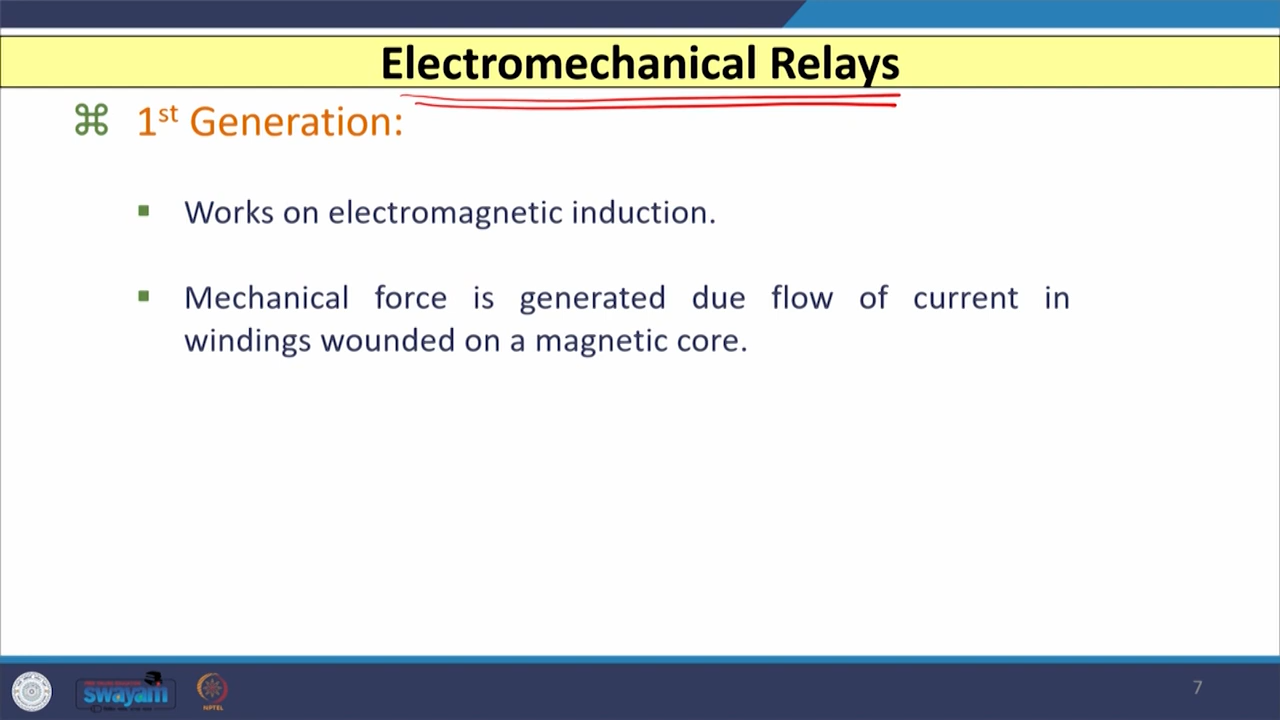 Electromechanical Relays
⌘ 1st Generation:
▪ Works on electromagnetic induction.
▪ Mechanical force is generated due flow of current in
windings wounded on a magnetic core.
swayam
NPTEL
7